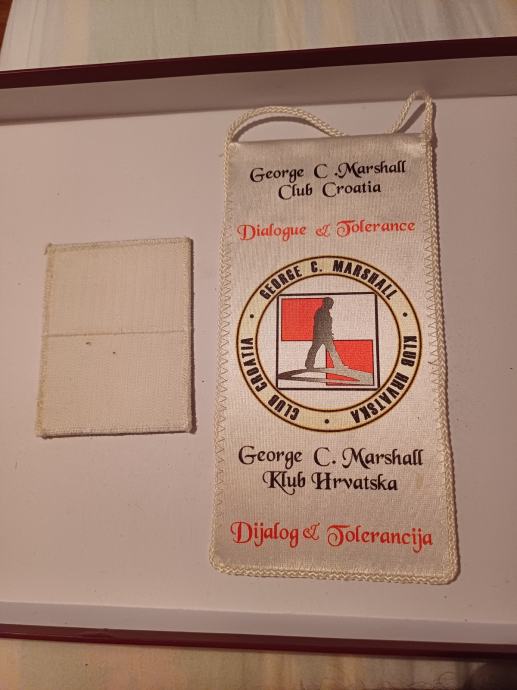 George C .Marshall
Club Croatia
Dialogue & Tolerance
GEORGE C. MARSHALL
• KLUB HRVATSKA •
CLUB CROATIA •
George C. Marshall
Klub Hrvatska
Dijalog & Tolerancija